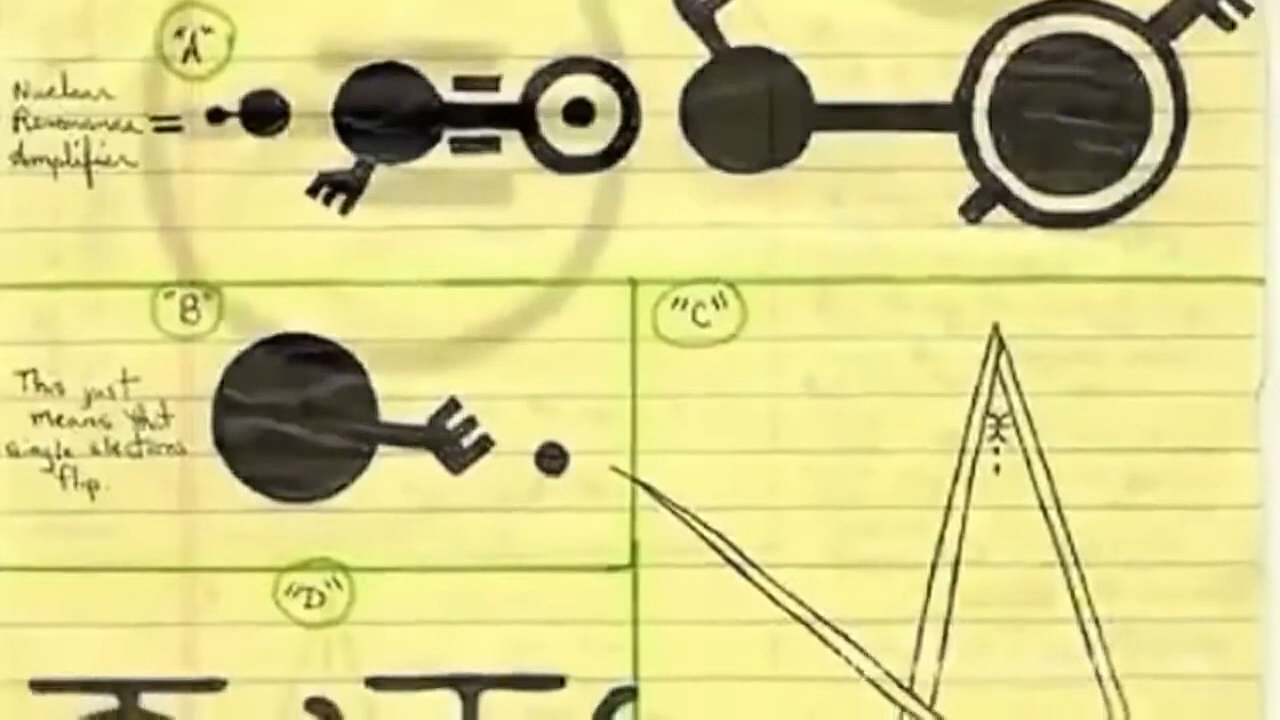 "A"
Nuclear
Resonance =
Amplifier
"B"
This just
means that
single electrons
flip.
"C"
"D"